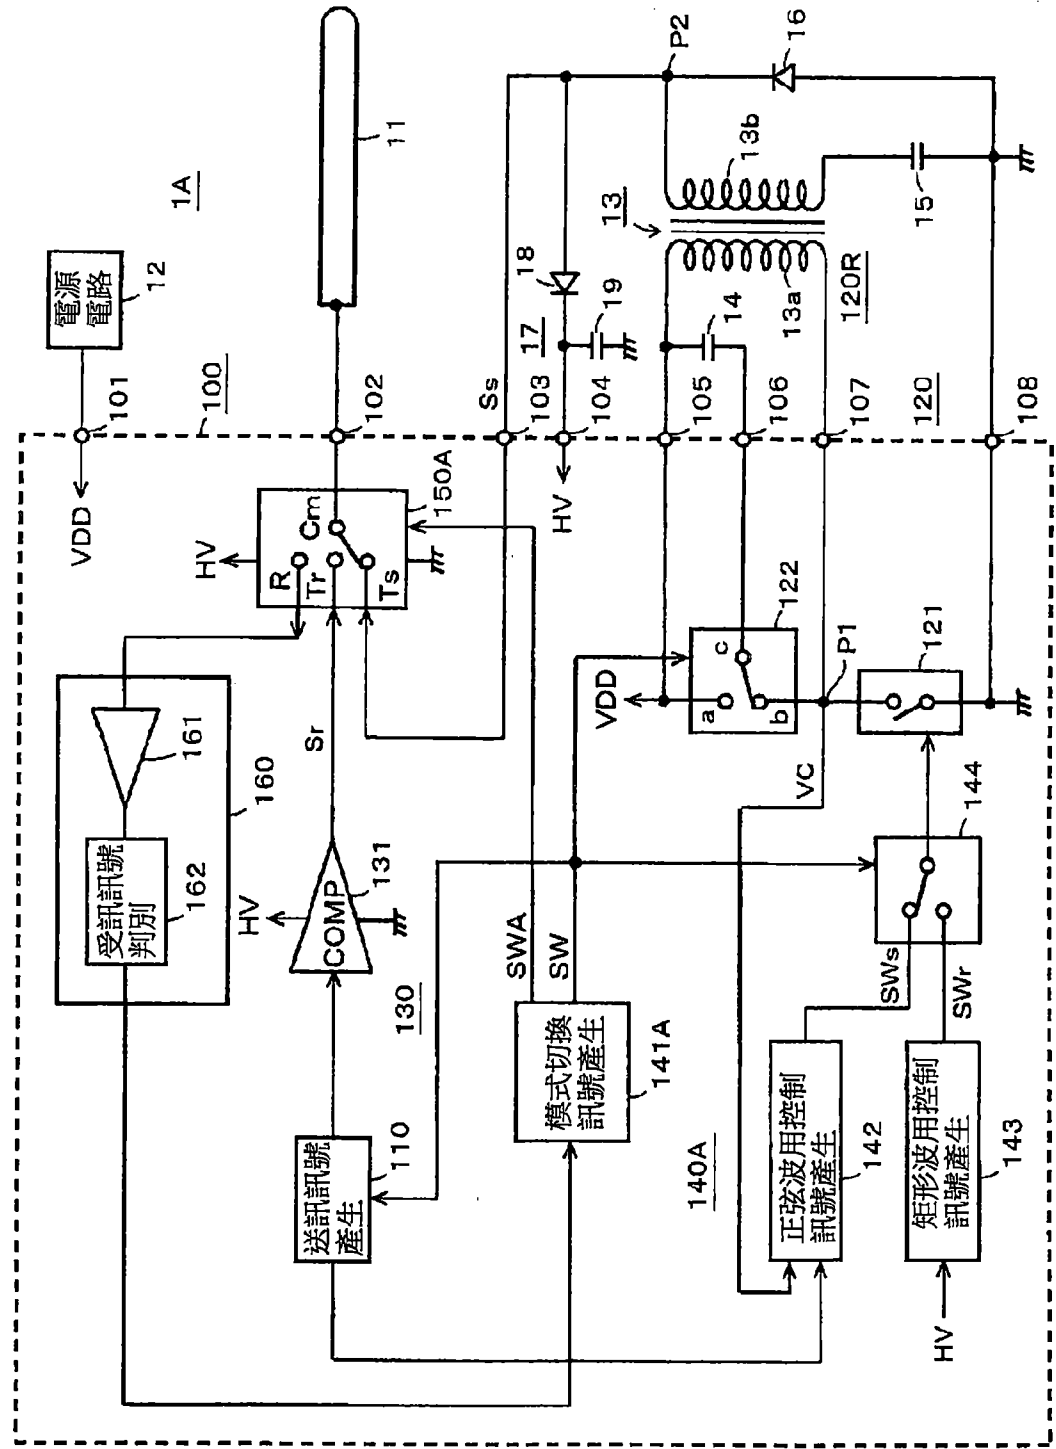 1A
電源
電路
12
11
101
100
102
VDD
HV
150A
R
Cm
Tr
Ts
Ss
103
HV
104
17
18
19
105
14
106
13
13a
13b
120R
107
120
108
P2
16
15
受訊訊號
判別
161
162
160
HV
COMP
131
130
Sr
送訊訊號
產生
110
SWA
SW
模式切換
訊號產生
141A
140A
VDD
a
c
b
122
P1
VC
121
144
SWs
SWr
正弦波用控制
訊號產生
142
矩形波用控制
訊號產生
143
HV